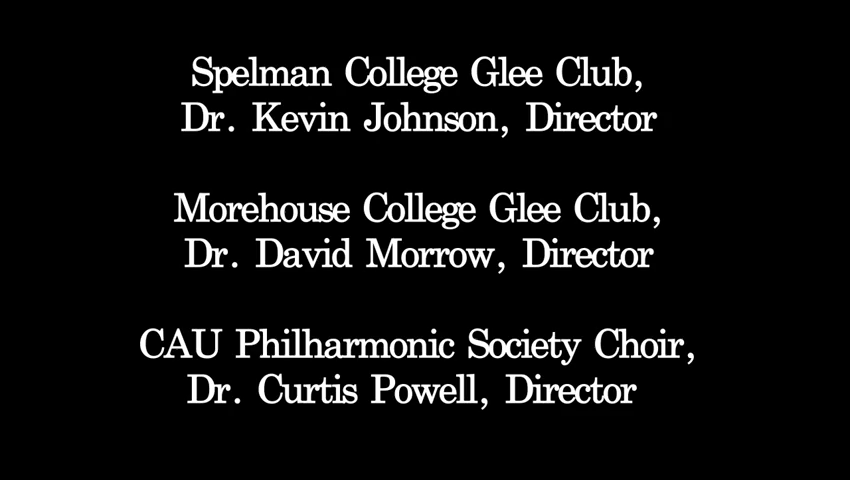 Spelman College Glee Club,
Dr. Kevin Johnson, Director
Morehouse College Glee Club,
Dr. David Morrow, Director
CAU Philharmonic Society Choir,
Dr. Curtis Powell, Director